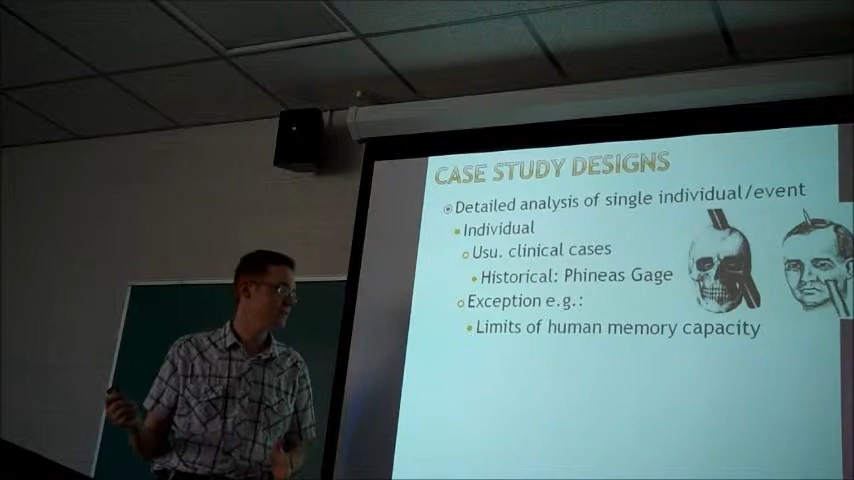 CASE STUDY DESIGNS
Detailed analysis of single individual/event
Individual
Usu. clinical cases
Historical: Phineas Gage
Exception e.g.:
Limits of human memory capacity